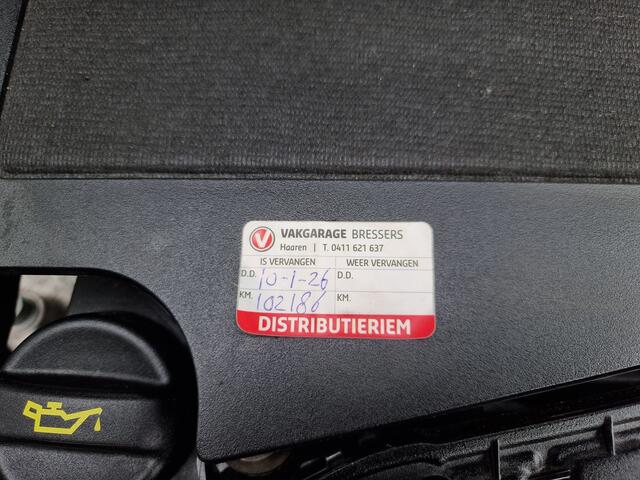 V VAKGARAGE BRESSERS
Haaren | T. 0411 621 637
IS VERVANGEN WEER VERVANGEN
D.D. 10-1-26 D.D.
KM. 102186 KM.
DISTRIBUTIERIEM